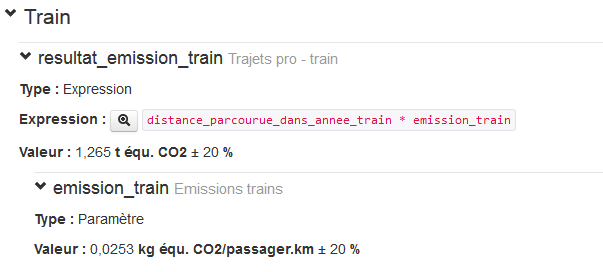 Train
resultat_emission_train Trajets pro - train
Type : Expression
Expression : distance_parcourue_dans_annee_train * emission_train
Valeur : 1,265 t équ. CO2 ± 20 %
emission_train Emissions trains
Type : Paramètre
Valeur : 0,0253 kg équ. CO2/passager.km ± 20 %